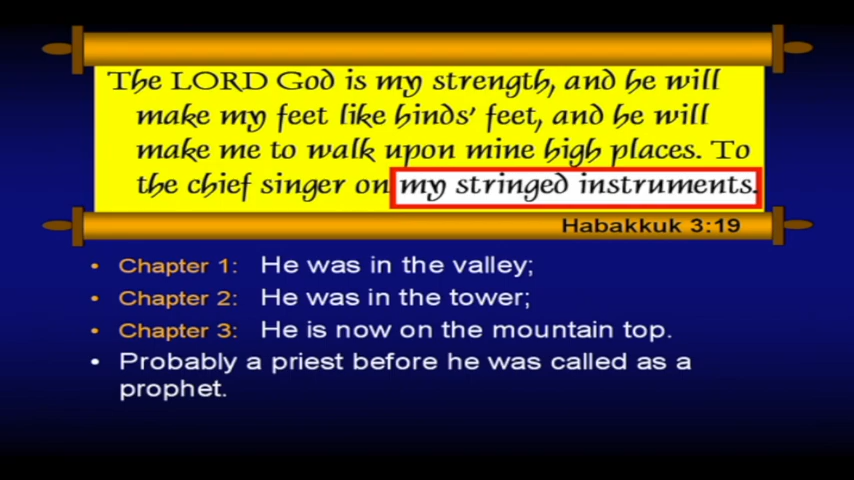 The LORD God is my strength, and he will
make my feet like hinds' feet, and he will
make me to walk upon mine high places. To
the chief singer on my stringed instruments.
Habakkuk 3:19
• Chapter 1: He was in the valley;
• Chapter 2: He was in the tower;
• Chapter 3: He is now on the mountain top.
• Probably a priest before he was called as a
prophet.